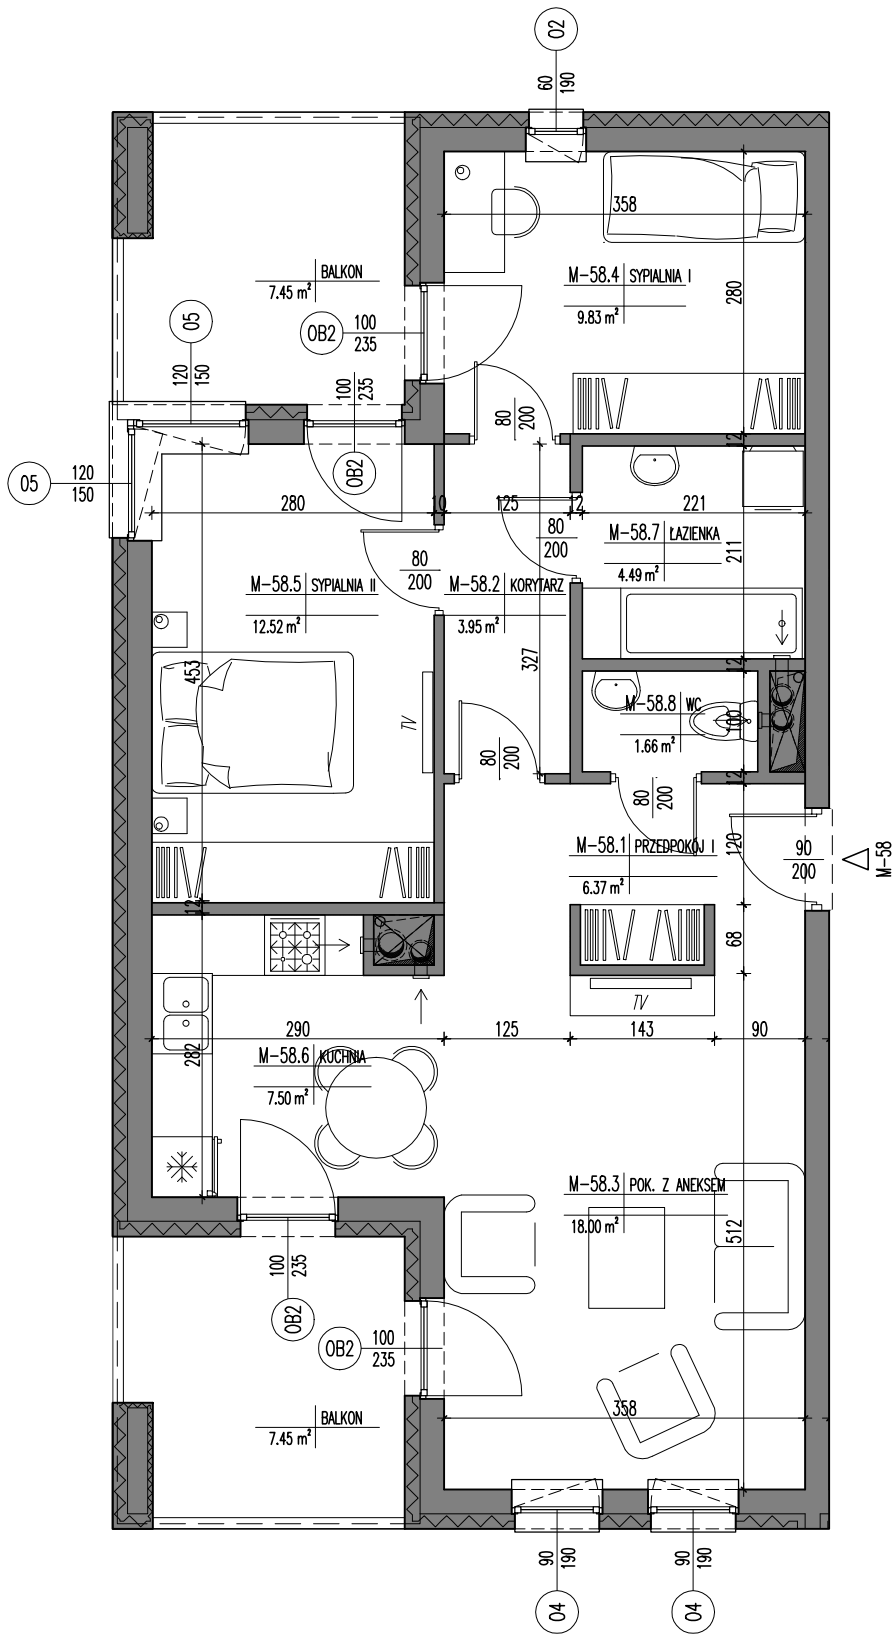 02
60
190
BALKON
7.45 m²
05
120
150
OB2
100
235
100
235
OB2
05
120
150
358
M-58.4 SYPIALNIA I
9.83 m²
280
80
200
12
280
10
125
12
221
80
200
M-58.7 ŁAZIENKA
4.49 m²
211
80
200
M-58.5 SYPIALNIA II
12.52 m²
M-58.2 KORYTARZ
3.95 m²
453
327
12
TV
M-58.8 WC
1.66 m²
100
80
200
80
200
12
M-58.1 PRZEDPOKÓJ I
6.37 m²
120
90
200
M-58
12
68
TV
290
125
143
90
282
M-58.6 KUCHNIA
7.50 m²
M-58.3 POK. Z ANEKSEM
18.00 m²
512
100
235
OB2
OB2
100
235
BALKON
7.45 m²
358
90
190
90
190
04
04